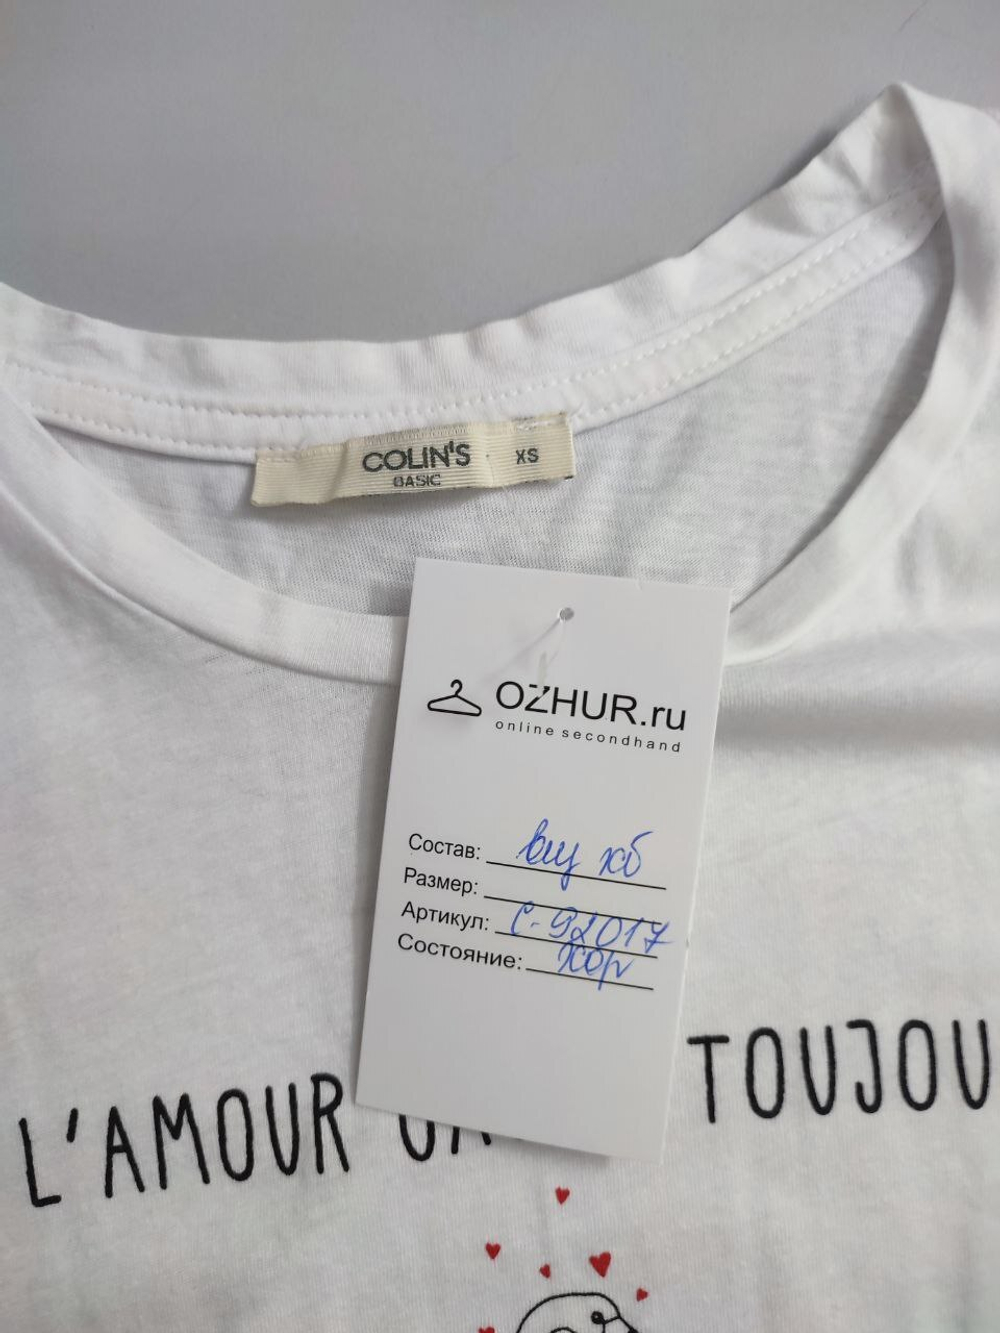 COLIN'S XS
BASIC
OZHUR.ru
online secondhand
Состав: виу хб
Размер:
Артикул: С-92017
Состояние: хор
L'AMOUR TOUJOU